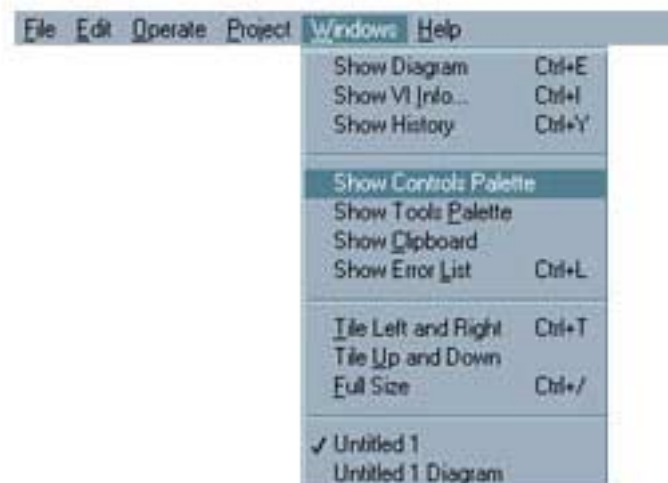 File Edit Operate Project Windows Help
Show Diagram Ctrl+E
Show VI Info... Ctrl+I
Show History Ctrl+Y
Show Controls Palette
Show Tools Palette
Show Clipboard
Show Error List Ctrl+L
Tile Left and Right Ctrl+T
Tile Up and Down
Full Size Ctrl+/
✓ Untitled 1
Untitled 1 Diagram